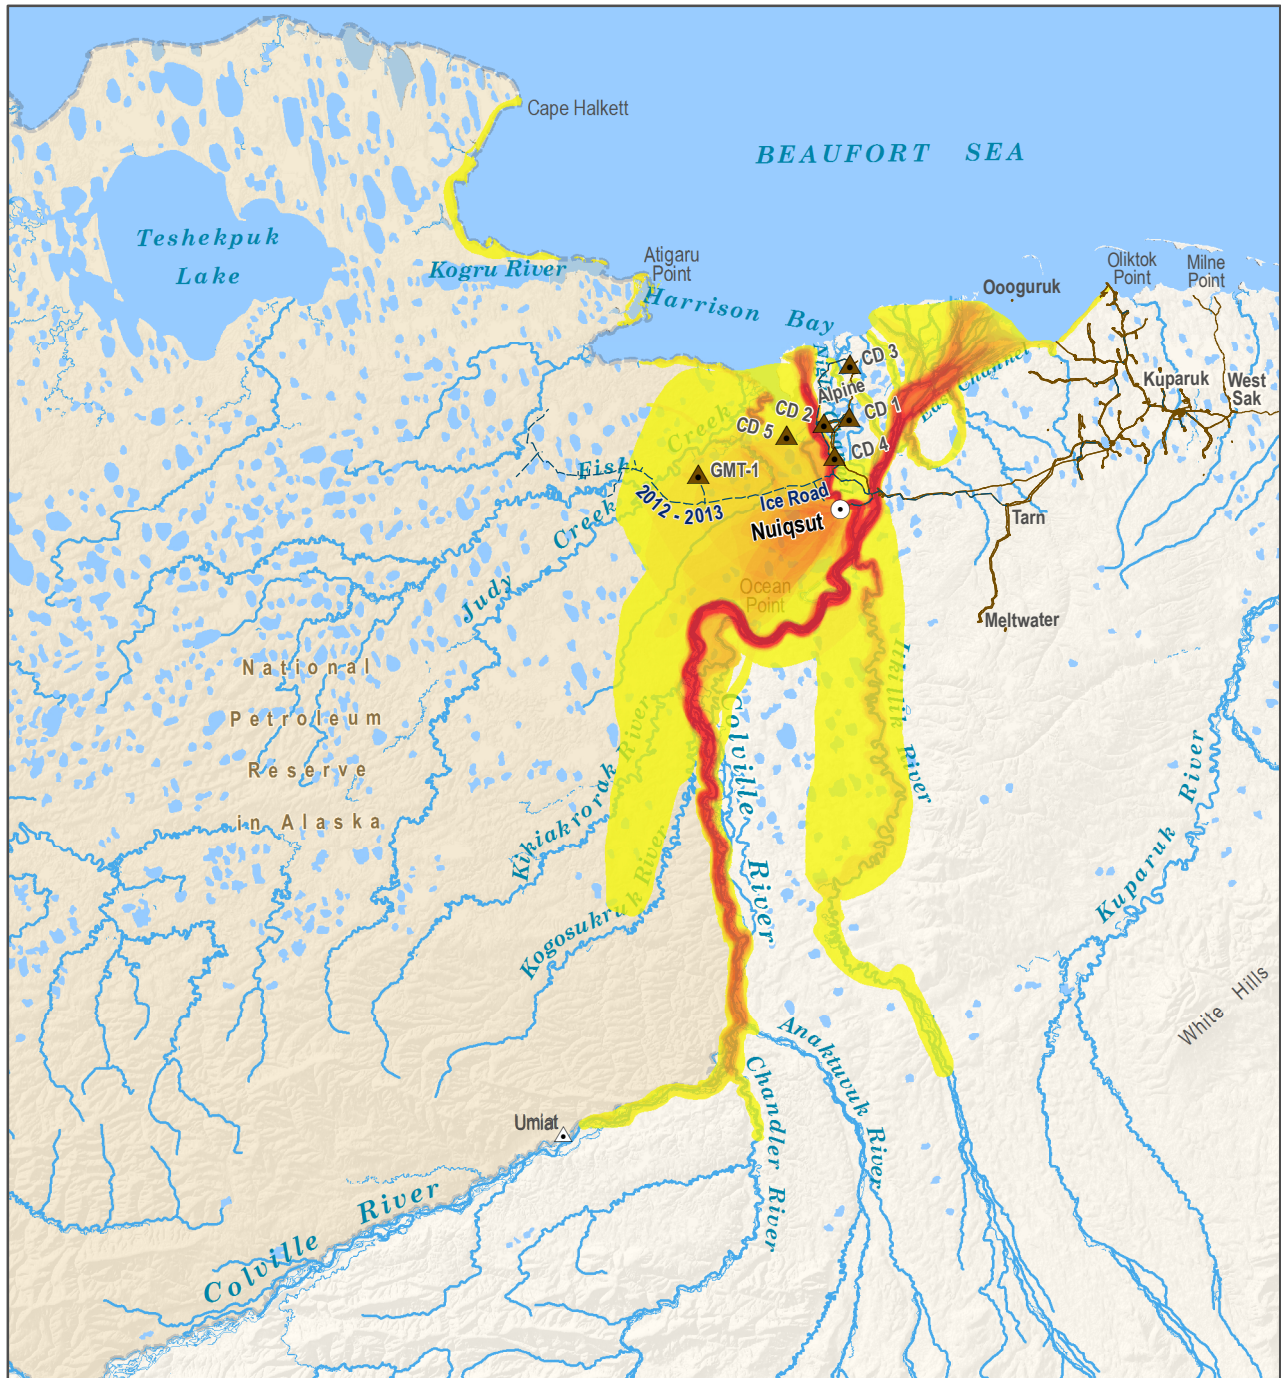 Cape Halkett
BEAUFORT SEA
Teshekpuk
Lake
Kogru River
Atigaru
Point
Harrison Bay
Oooguruk
Oliktok
Point
Milne
Point
CD 3
Alpine
CD 2
CD 1
CD 5
CD 4
East Channel
Kuparuk
West
Sak
Creek
GMT-1
2012 - 2013
Ice Road
Nuiqsut
Tarn
Creek
Judy
Ocean
Point
Meltwater
National
Petroleum
Reserve
in Alaska
Itkillik River
Colville River
Kikiakrorak River
Kogosukruk River
Kuparuk River
White Hills
Anaktuvuk River
Chandler River
Umiat
Colville River